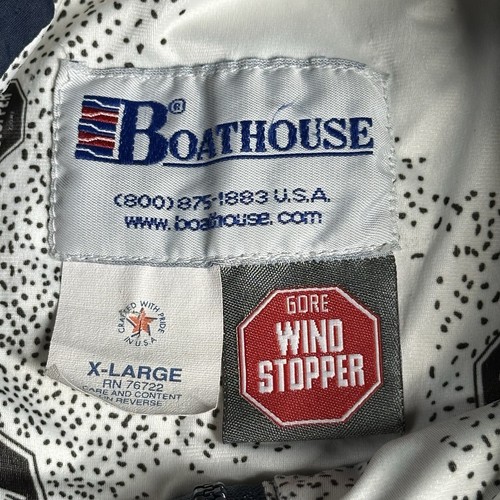 BOATHOUSE®
(800) 875-1883 U.S.A.
www.boathouse.com
CRAFTED WITH PRIDE
IN U.S.A
X-LARGE
RN 76722
CARE AND CONTENT
ON REVERSE
GORE
WIND
STOPPER